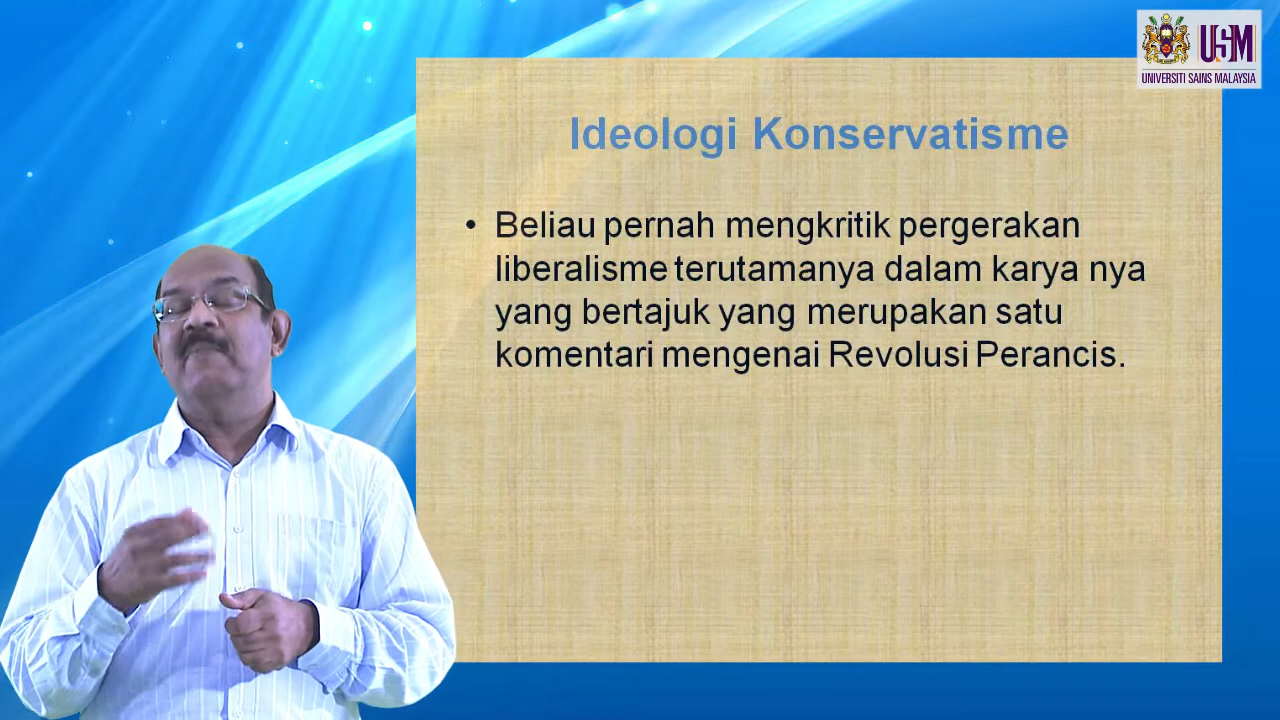 USM
UNIVERSITI SAINS MALAYSIA
Ideologi Konservatisme
• Beliau pernah mengkritik pergerakan
liberalisme terutamanya dalam karya nya
yang bertajuk yang merupakan satu
komentari mengenai Revolusi Perancis.